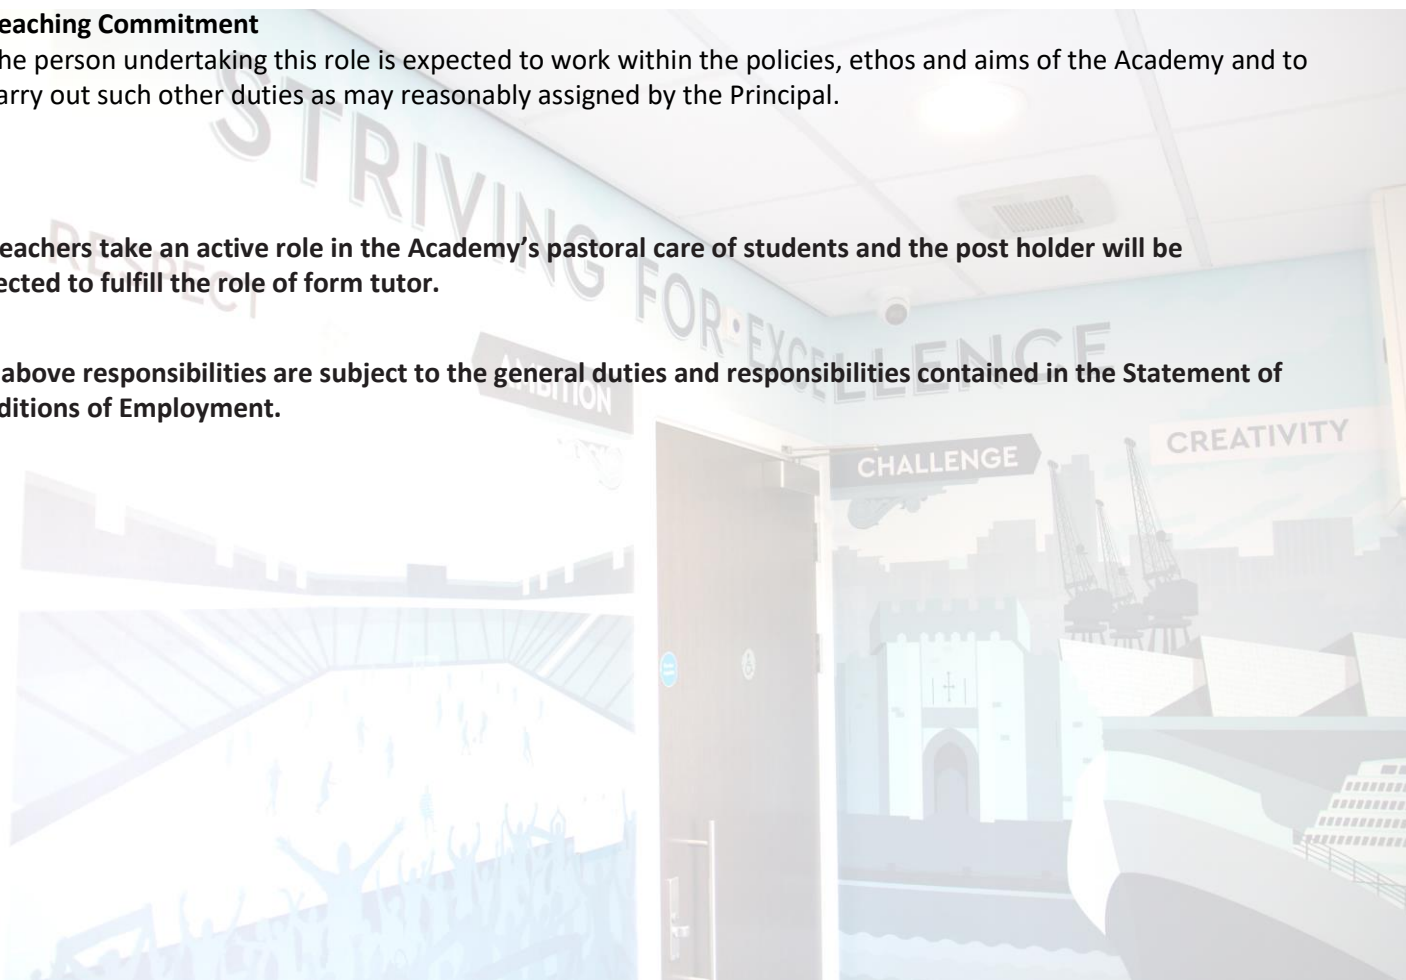 eaching Commitment
he person undertaking this role is expected to work within the policies, ethos and aims of the Academy and to
arry out such other duties as may reasonably assigned by the Principal.
STRIVING FOR EXCELLENCE
RESPECT
eachers take an active role in the Academy’s pastoral care of students and the post holder will be
ected to fulfill the role of form tutor.
AMBITION
above responsibilities are subject to the general duties and responsibilities contained in the Statement of
ditions of Employment.
CHALLENGE
CREATIVITY